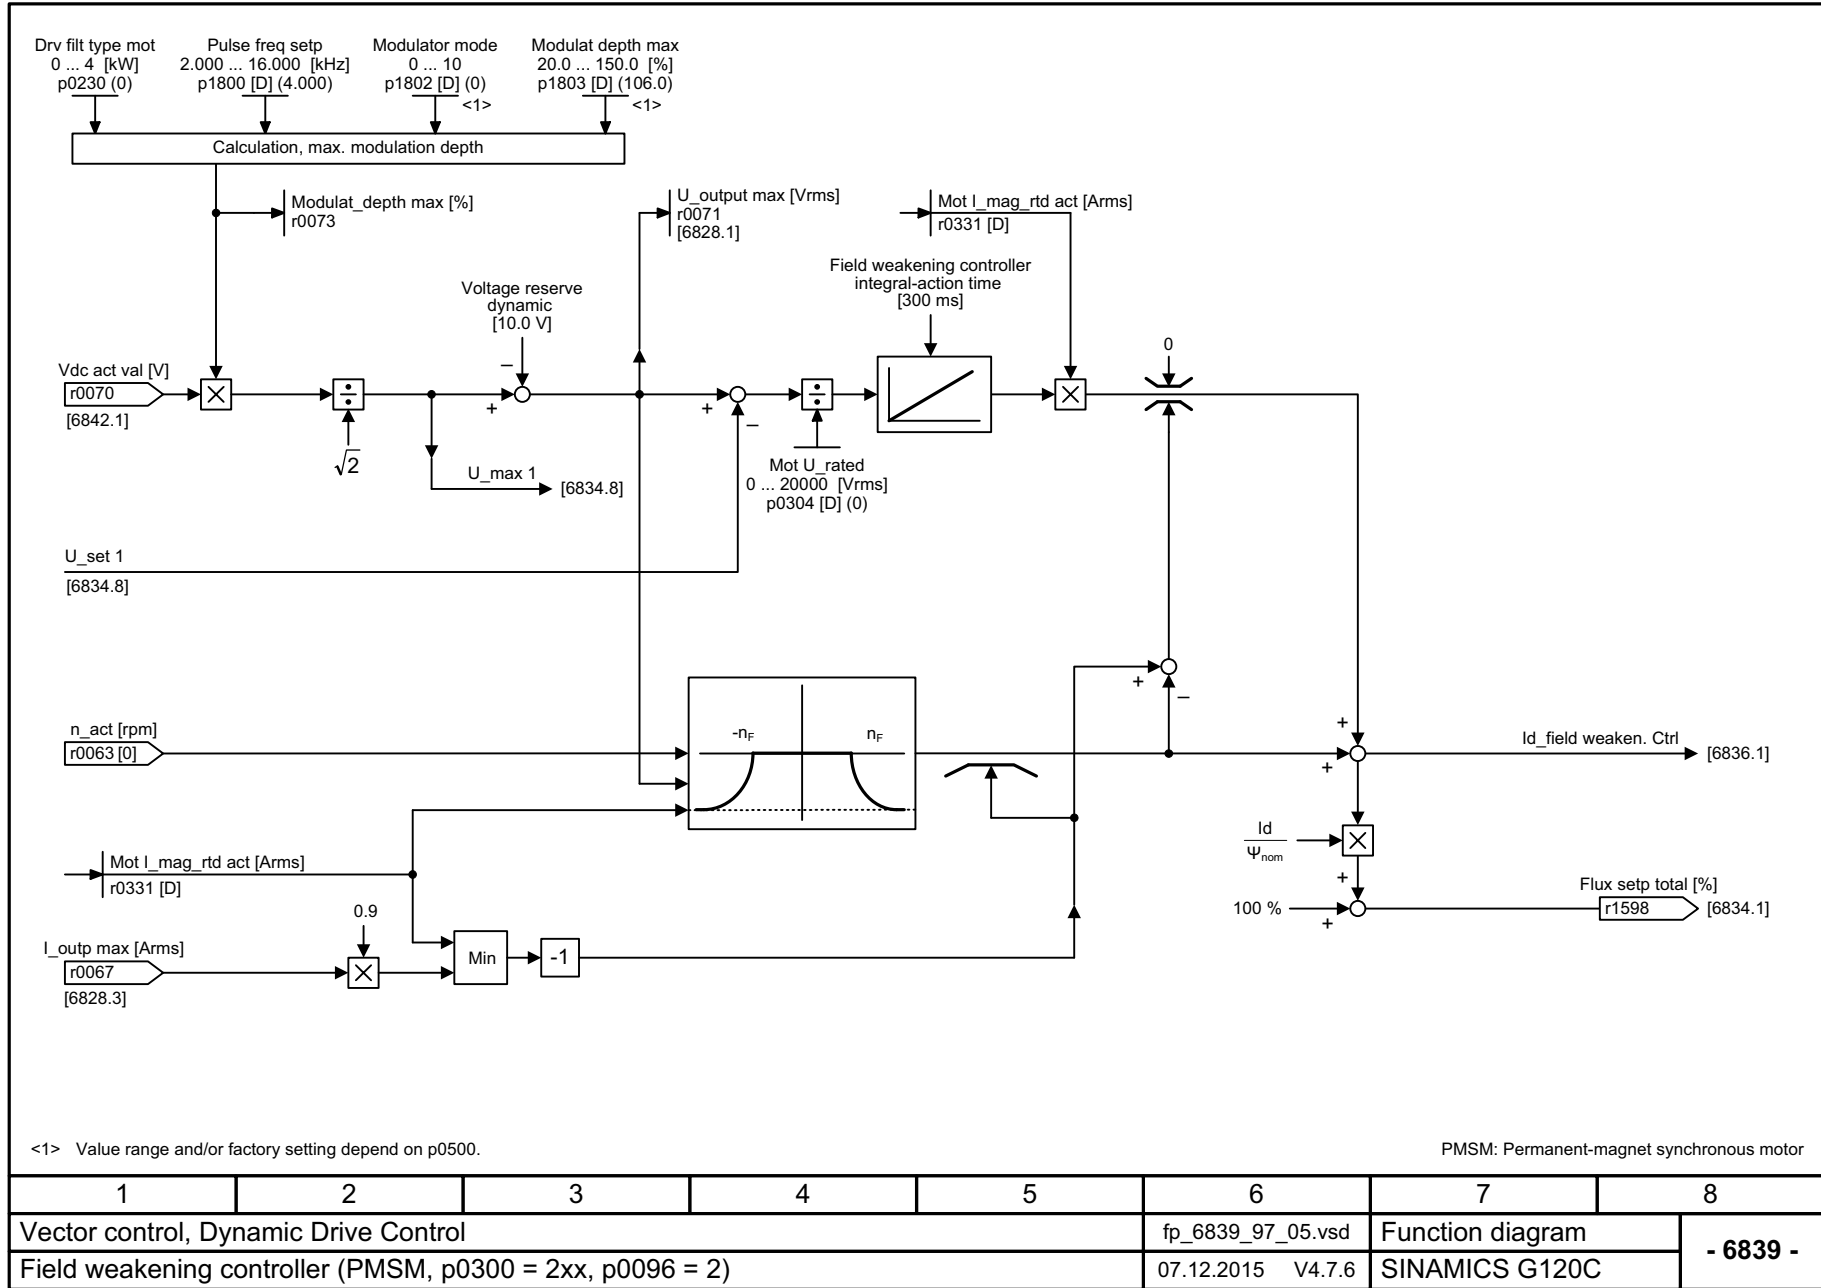 Drv filt type mot
0 ... 4 [kW]
p0230 (0)
Pulse freq setp
2.000 ... 16.000 [kHz]
p1800 [D] (4.000)
Modulator mode
0 ... 10
p1802 [D] (0)
<1>
Modulat depth max
20.0 ... 150.0 [%]
p1803 [D] (106.0)
<1>
Calculation, max. modulation depth
Modulat_depth max [%]
r0073
U_output max [Vrms]
r0071
[6828.1]
Mot I_mag_rtd act [Arms]
r0331 [D]
Field weakening controller
integral-action time
[300 ms]
Voltage reserve
dynamic
[10.0 V]
0
Vdc act val [V]
r0070
[6842.1]
×
÷
√2
–
+
U_max 1
[6834.8]
+
–
÷
Mot U_rated
0 ... 20000 [Vrms]
p0304 [D] (0)
×
U_set 1
[6834.8]
+
–
n_act [rpm]
r0063 [0]
-nF
nF
+
+
Id_field weaken. Ctrl
[6836.1]
Id
Ψnom
×
Mot I_mag_rtd act [Arms]
r0331 [D]
+
Flux setp total [%]
100 %
+
r1598
[6834.1]
0.9
I_outp max [Arms]
r0067
[6828.3]
×
Min
-1
<1> Value range and/or factory setting depend on p0500.
PMSM: Permanent-magnet synchronous motor
1 2 3 4 5 6 7 8
Vector control, Dynamic Drive Control
fp_6839_97_05.vsd
Function diagram
- 6839 -
Field weakening controller (PMSM, p0300 = 2xx, p0096 = 2)
07.12.2015 V4.7.6
SINAMICS G120C